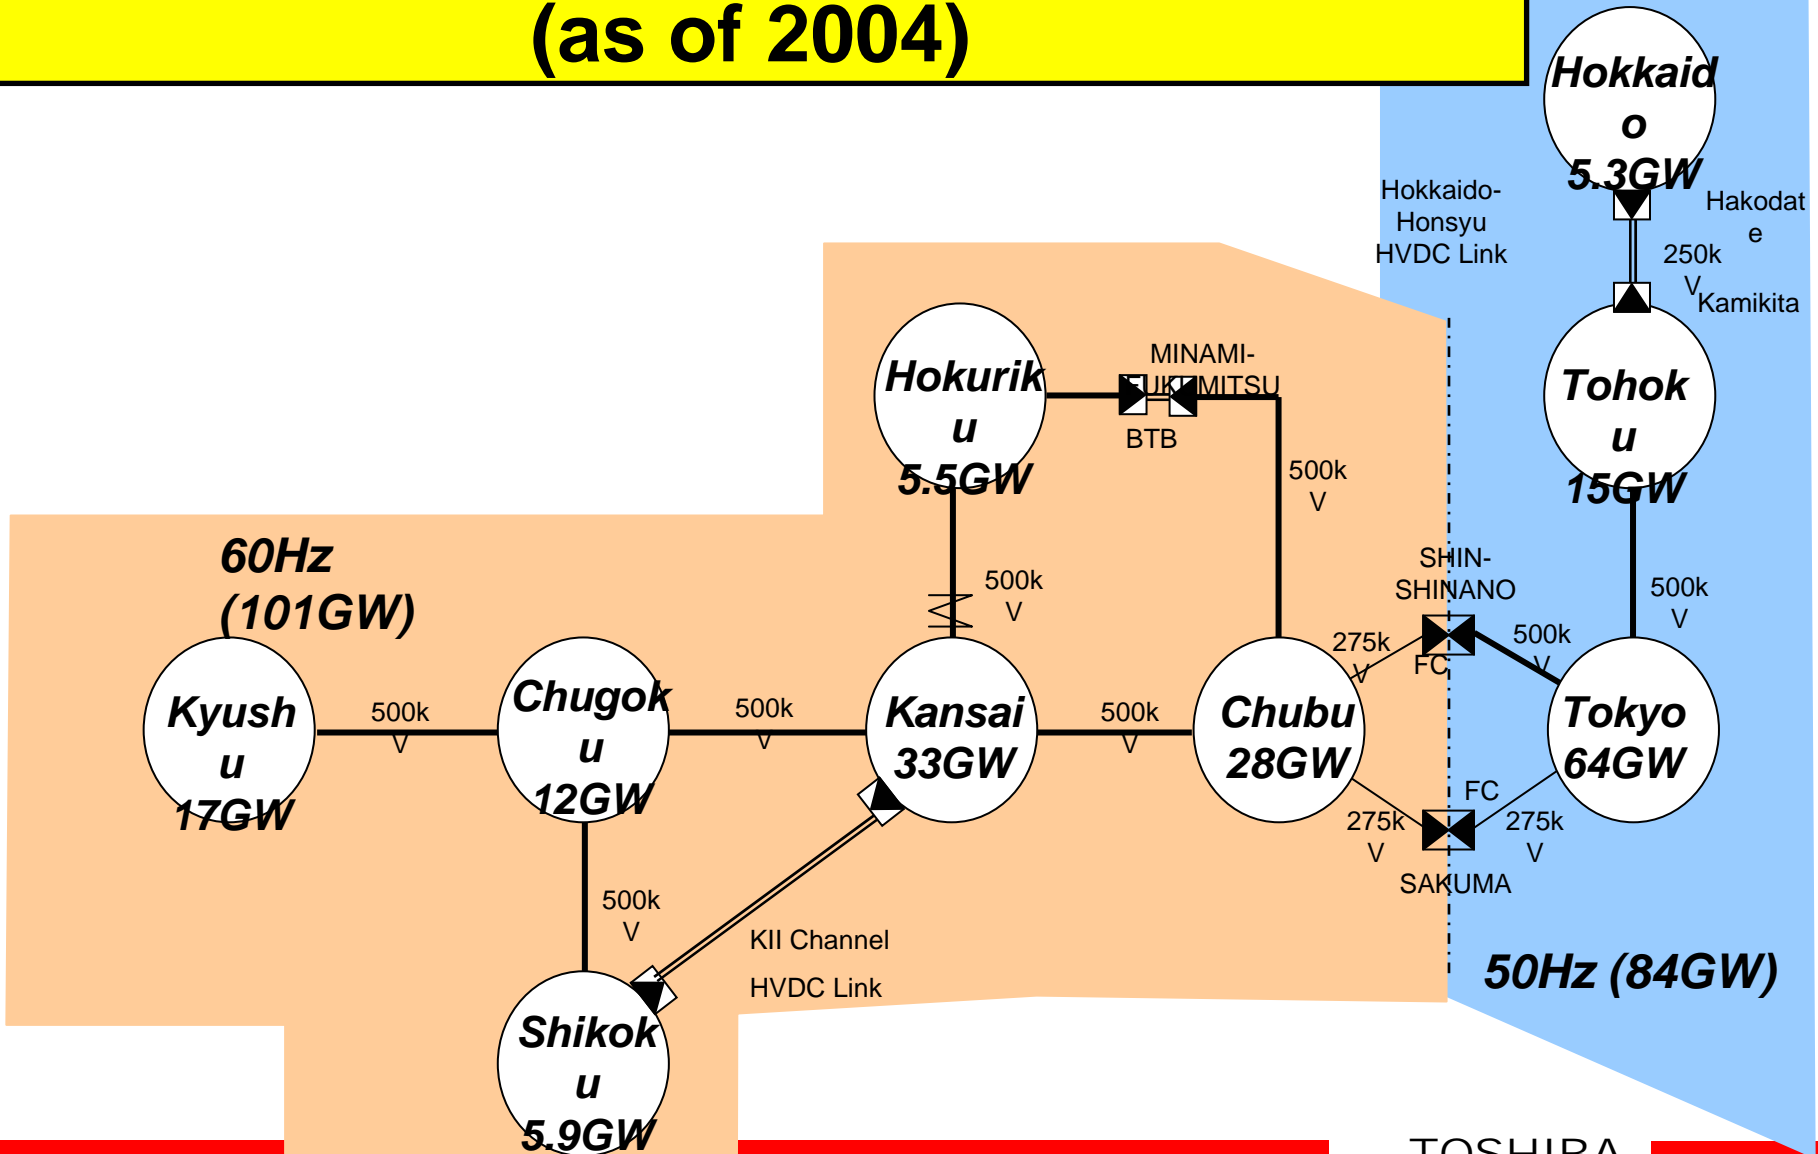 (as of 2004)
Hokkaid
o
5.3GW
Hokkaido-
Honsyu
HVDC Link
Hakodat
e
250k
V
Kamikita
Hokurik
u
5.5GW
MINAMI-
FUKUMITSU
BTB
500k
V
Tohok
u
15GW
60Hz
(101GW)
500k
V
SHIN-
SHINANO
500k
V
275k
V
FC
500k
V
Kyush
u
17GW
500k
V
Chugok
u
12GW
500k
V
Kansai
33GW
500k
V
Chubu
28GW
Tokyo
64GW
FC
275k
V
275k
V
SAKUMA
500k
V
KII Channel
HVDC Link
50Hz (84GW)
Shikok
u
5.9GW
TOSHIBA